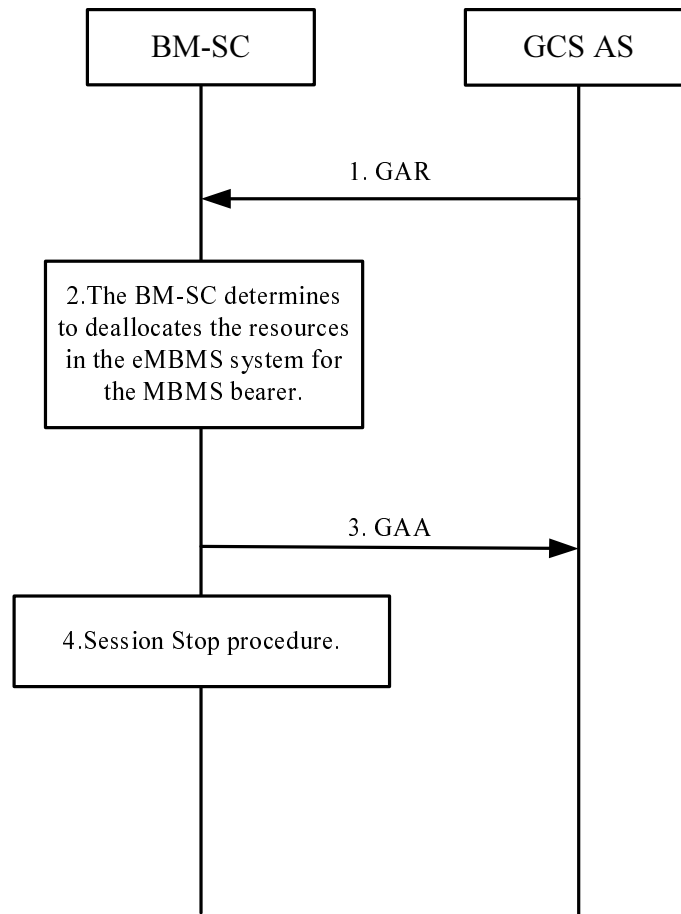 BM-SC
GCS AS
1. GAR
2.The BM-SC determines
to deallocates the resources
in the eMBMS system for
the MBMS bearer.
3. GAA
4.Session Stop procedure.